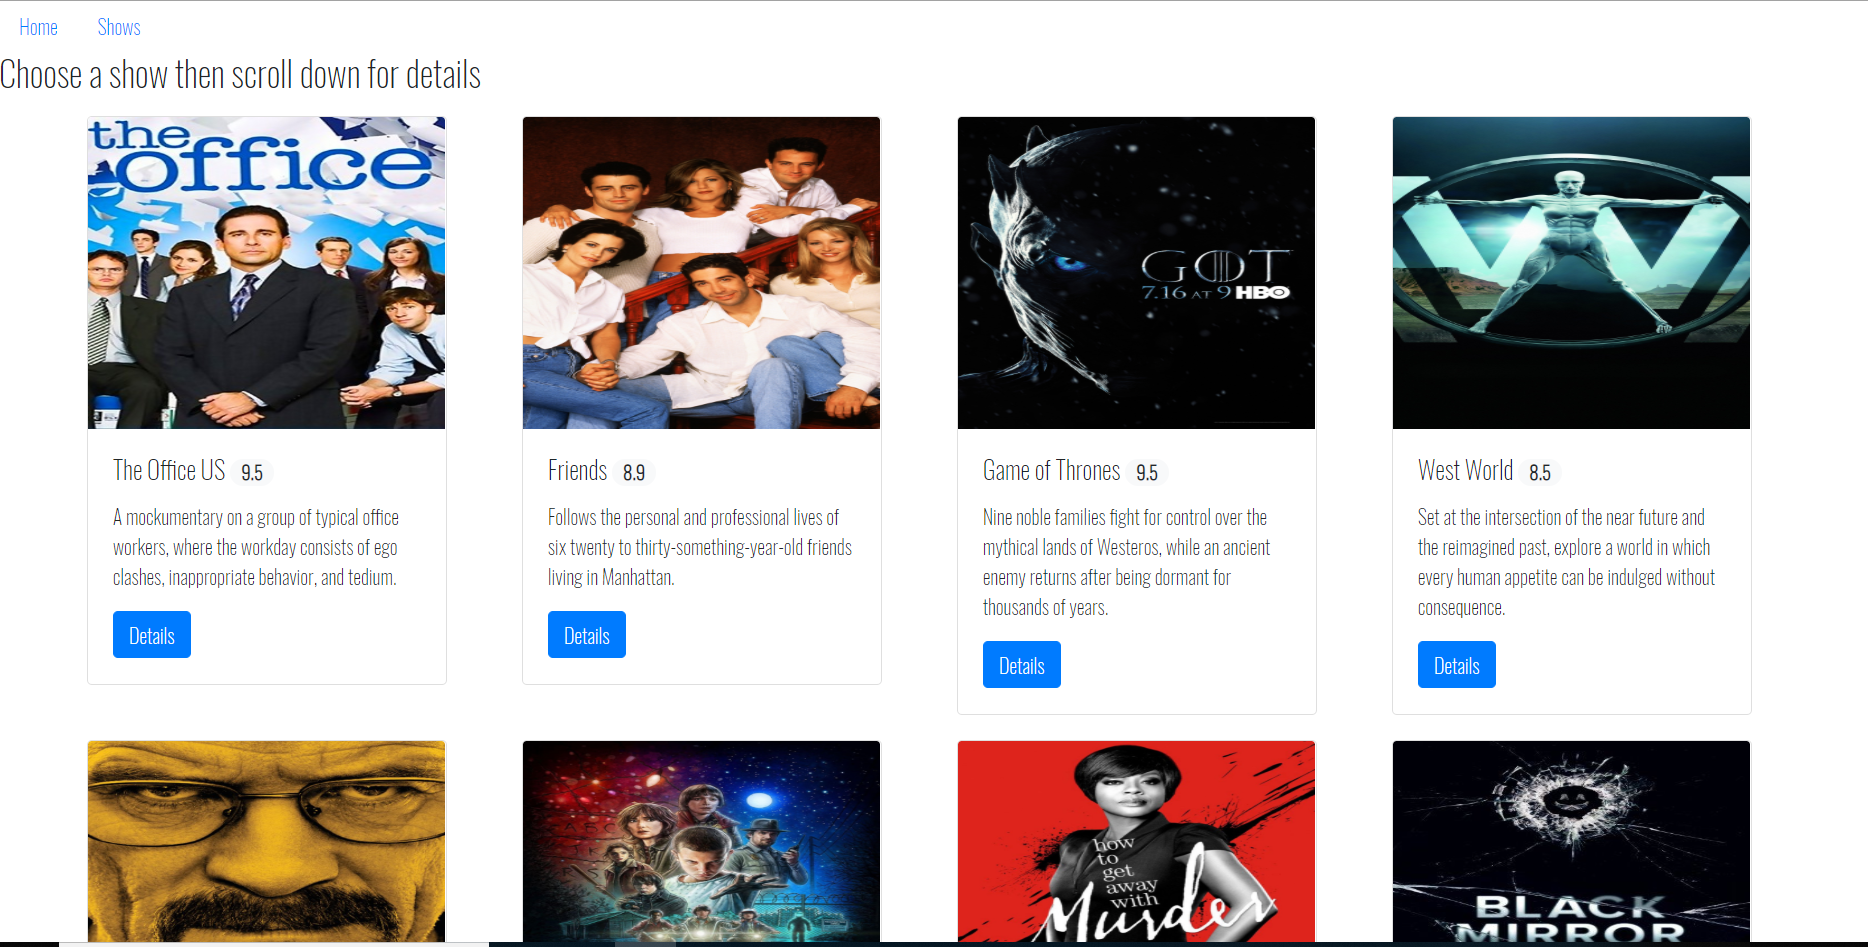 Home Shows
Choose a show then scroll down for details
the
office
GOT
7.16 AT 9 HBO
The Office US 9.5
A mockumentary on a group of typical office
workers, where the workday consists of ego
clashes, inappropriate behavior, and tedium.
Details
Friends 8.9
Follows the personal and professional lives of
six twenty to thirty-something-year-old friends
living in Manhattan.
Details
Game of Thrones 9.5
Nine noble families fight for control over the
mythical lands of Westeros, while an ancient
enemy returns after being dormant for
thousands of years.
Details
West World 8.5
Set at the intersection of the near future and
the reimagined past, explore a world in which
every human appetite can be indulged without
consequence.
Details
how
to
get
away
with
Murder
BLACK
MIRROR